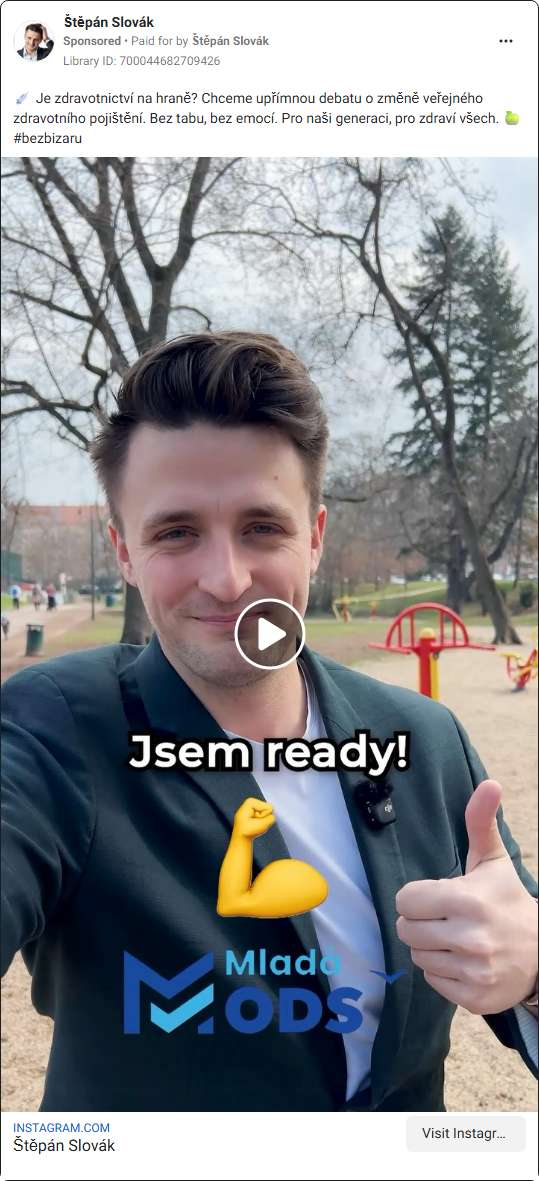 Štěpán Slovák
Sponsored • Paid for by Štěpán Slovák
Library ID: 700044682709426
Je zdravotnictví na hraně? Chceme upřímnou debatu o změně veřejného
zdravotního pojištění. Bez tabu, bez emocí. Pro naši generaci, pro zdraví všech.
#bezbizaru
Jsem ready!
Mladá
MODS
INSTAGRAM.COM
Štěpán Slovák
Visit Instagr...